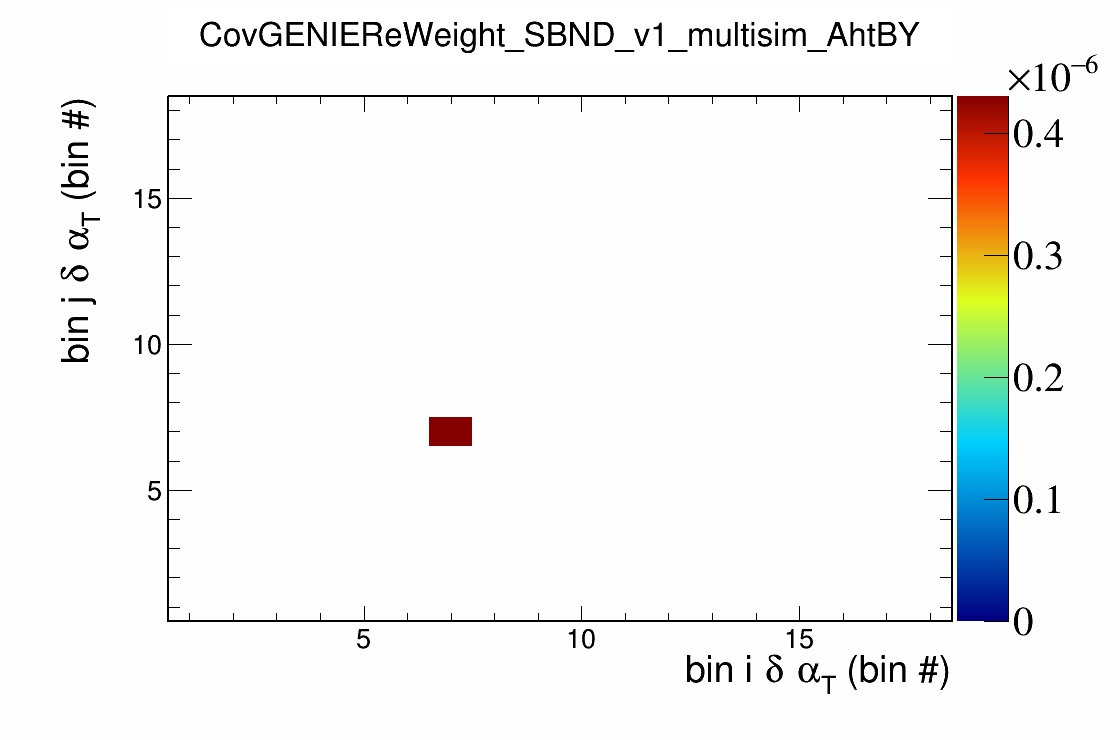 CovGENIEReWeight_SBND_v1_multisim_AhtBY
×10⁻⁶
bin j δ α_T (bin #)
15
10
5
0.4
0.3
0.2
0.1
0
5 10 15
bin i δ α_T (bin #)